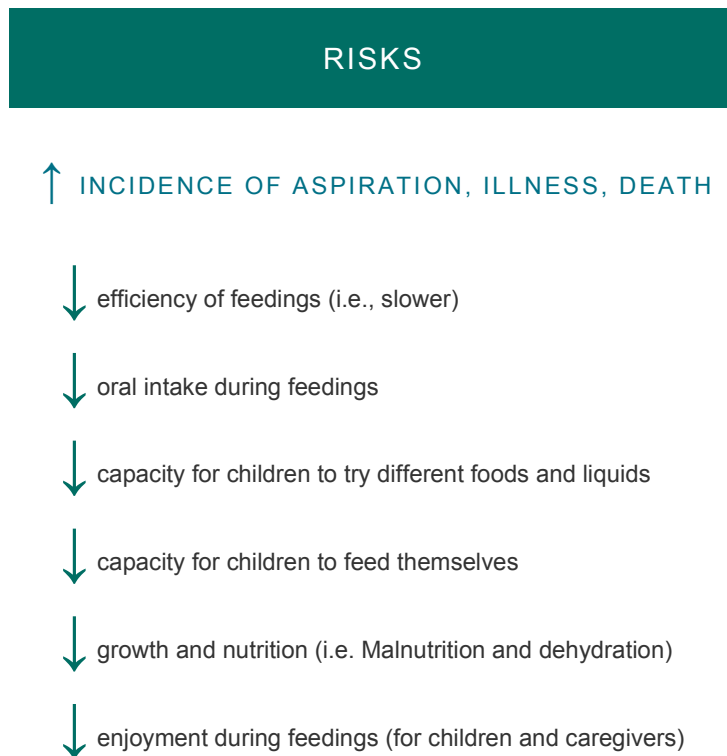 RISKS
↑ INCIDENCE OF ASPIRATION, ILLNESS, DEATH
↓ efficiency of feedings (i.e., slower)
↓ oral intake during feedings
↓ capacity for children to try different foods and liquids
↓ capacity for children to feed themselves
↓ growth and nutrition (i.e. Malnutrition and dehydration)
↓ enjoyment during feedings (for children and caregivers)